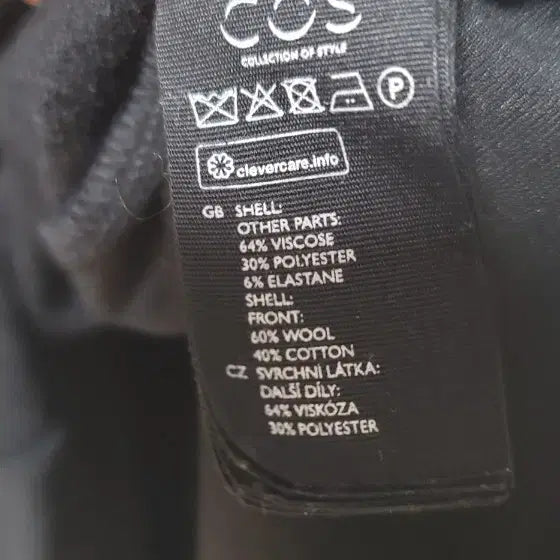 COS
COLLECTION OF STYLE
P
clevercare.info
GB SHELL:
OTHER PARTS:
64% VISCOSE
30% POLYESTER
6% ELASTANE
SHELL:
FRONT:
60% WOOL
40% COTTON
CZ SVRCHNI LÁTKA:
DALŠÍ DÍLY:
64% VISKÓZA
30% POLYESTER